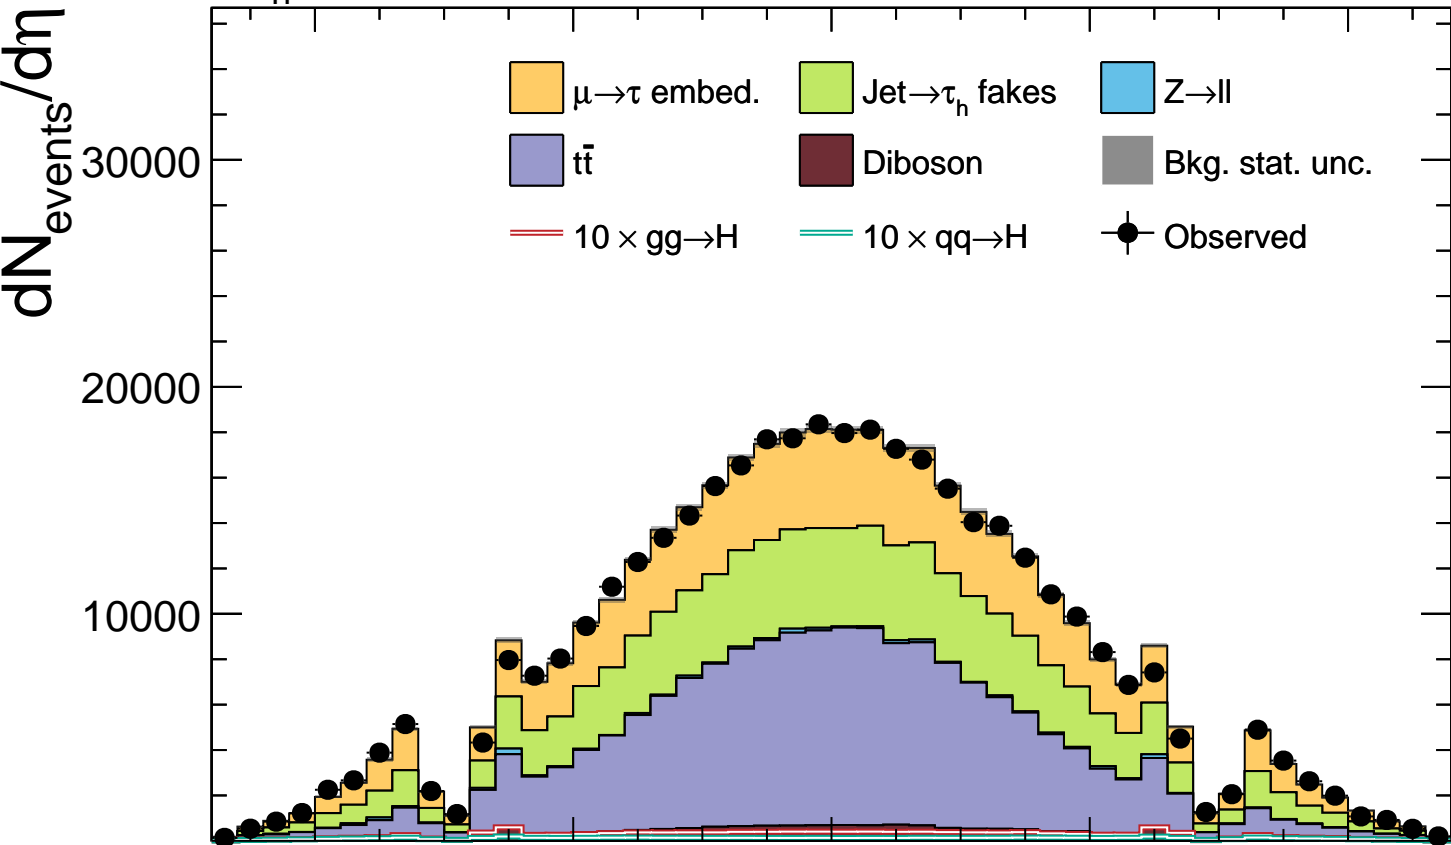 dN_events/dη
μ→τ embed. Jet→τ_h fakes Z→ll
tt̄ Diboson Bkg. stat. unc.
10 × gg→H 10 × qq→H Observed
30000
20000
10000